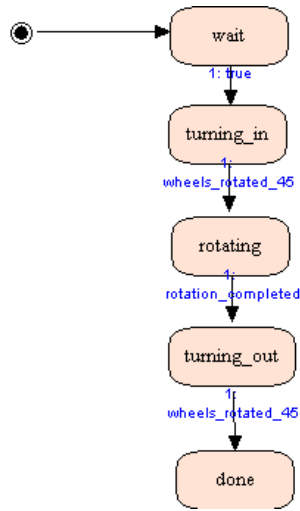 wait
1: true
turning_in
1:
wheels_rotated_45
rotating
1:
rotation_completed
turning_out
1:
wheels_rotated_45
done